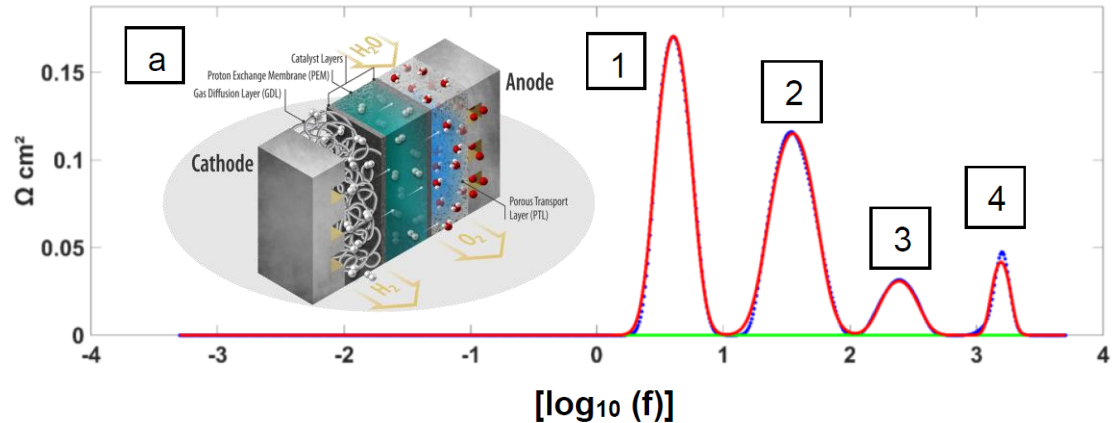 a
H₂O
Catalyst Layers
Proton Exchange Membrane (PEM)
Gas Diffusion Layer (GDL)
Anode
Cathode
Porous Transport
Layer (PTL)
O₂
H₂
1
2
3
4
Ω cm²
0.15
0.1
0.05
0
-4
-3
-2
-1
0
1
2
3
4
[log₁₀ (f)]